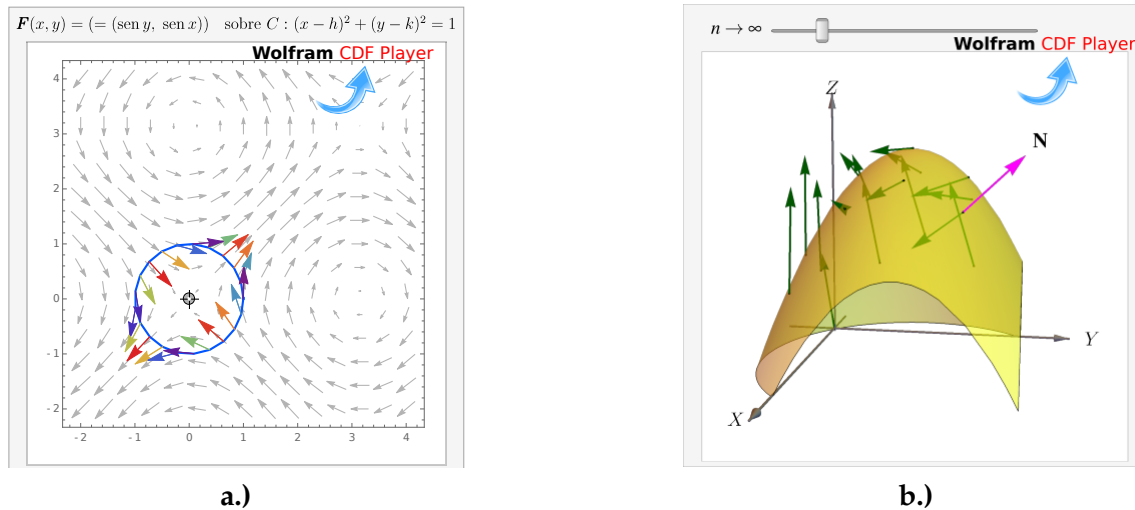 F(x, y) = (= (sen y, sen x)) sobre C : (x − h)² + (y − k)² = 1
Wolfram CDF Player
4
3
2
1
0
-1
-2
-2 -1 0 1 2 3 4
a.)
n → ∞
Wolfram CDF Player
Z
N
Y
X
b.)